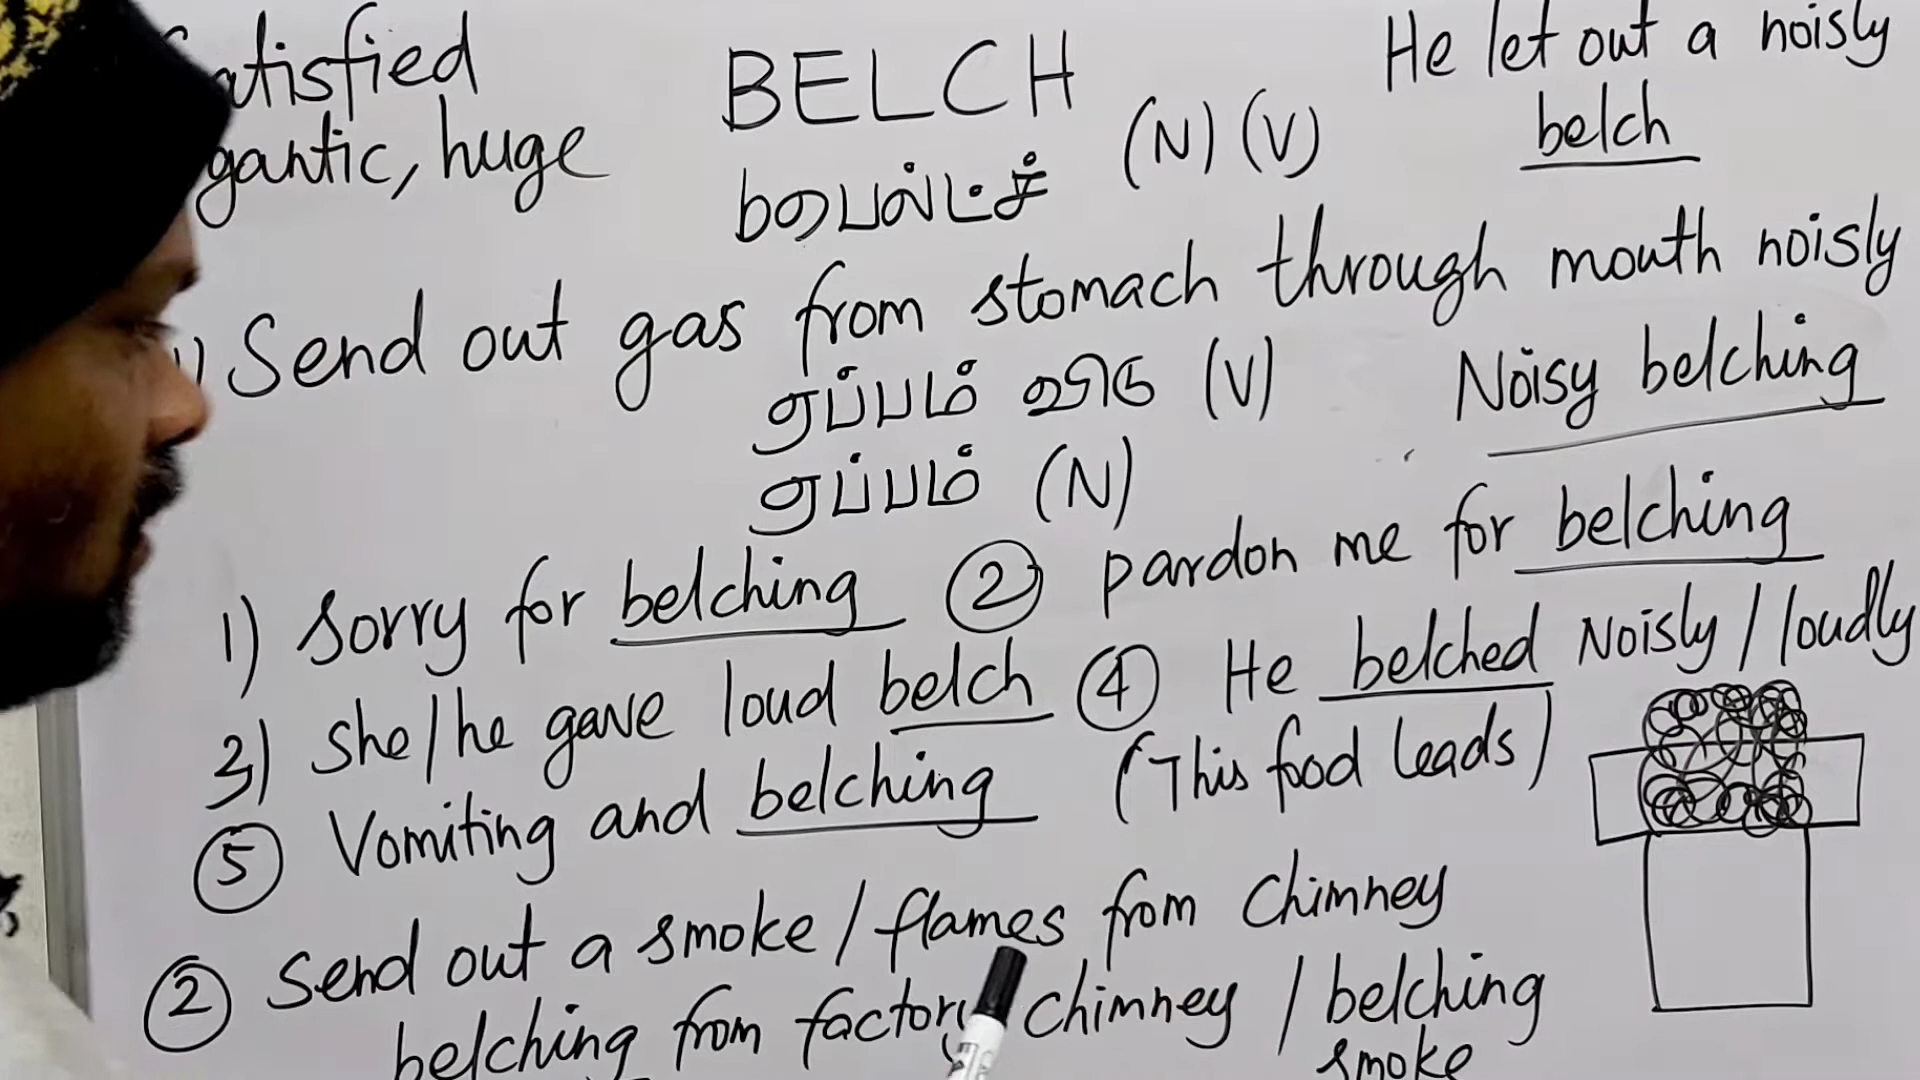 atisfied
gantic, huge
BELCH
(N) (V)
He let out a noisly
belch
1) Send out gas from stomach through mouth noisly
ஏப்பம் விடு (V)
Noisy belching
ஏப்பம் (N)
1) Sorry for belching ② pardon me for belching
3) She/he gave loud belch ④ He belched Noisly/loudly
⑤ Vomiting and belching (This food leads)
② Send out a smoke/flames from Chimney
belching from factory chimney / belching
smoke